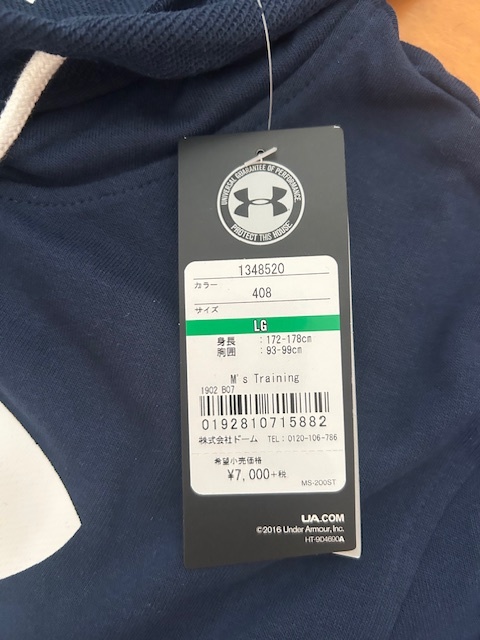 UNIVERSAL GUARANTEE OF PERFORMANCE
PROTECT THIS HOUSE
1348520
カラー
408
サイズ
LG
身長 :172-178cm
胸囲 :93-99cm
M's Training
1902 B07
0192810715882
株式会社ドーム TEL:0120-106-786
希望小売価格
¥7,000+税
MS-200ST
UA.COM
©2016 Under Armour, Inc.
HT-9D4690A